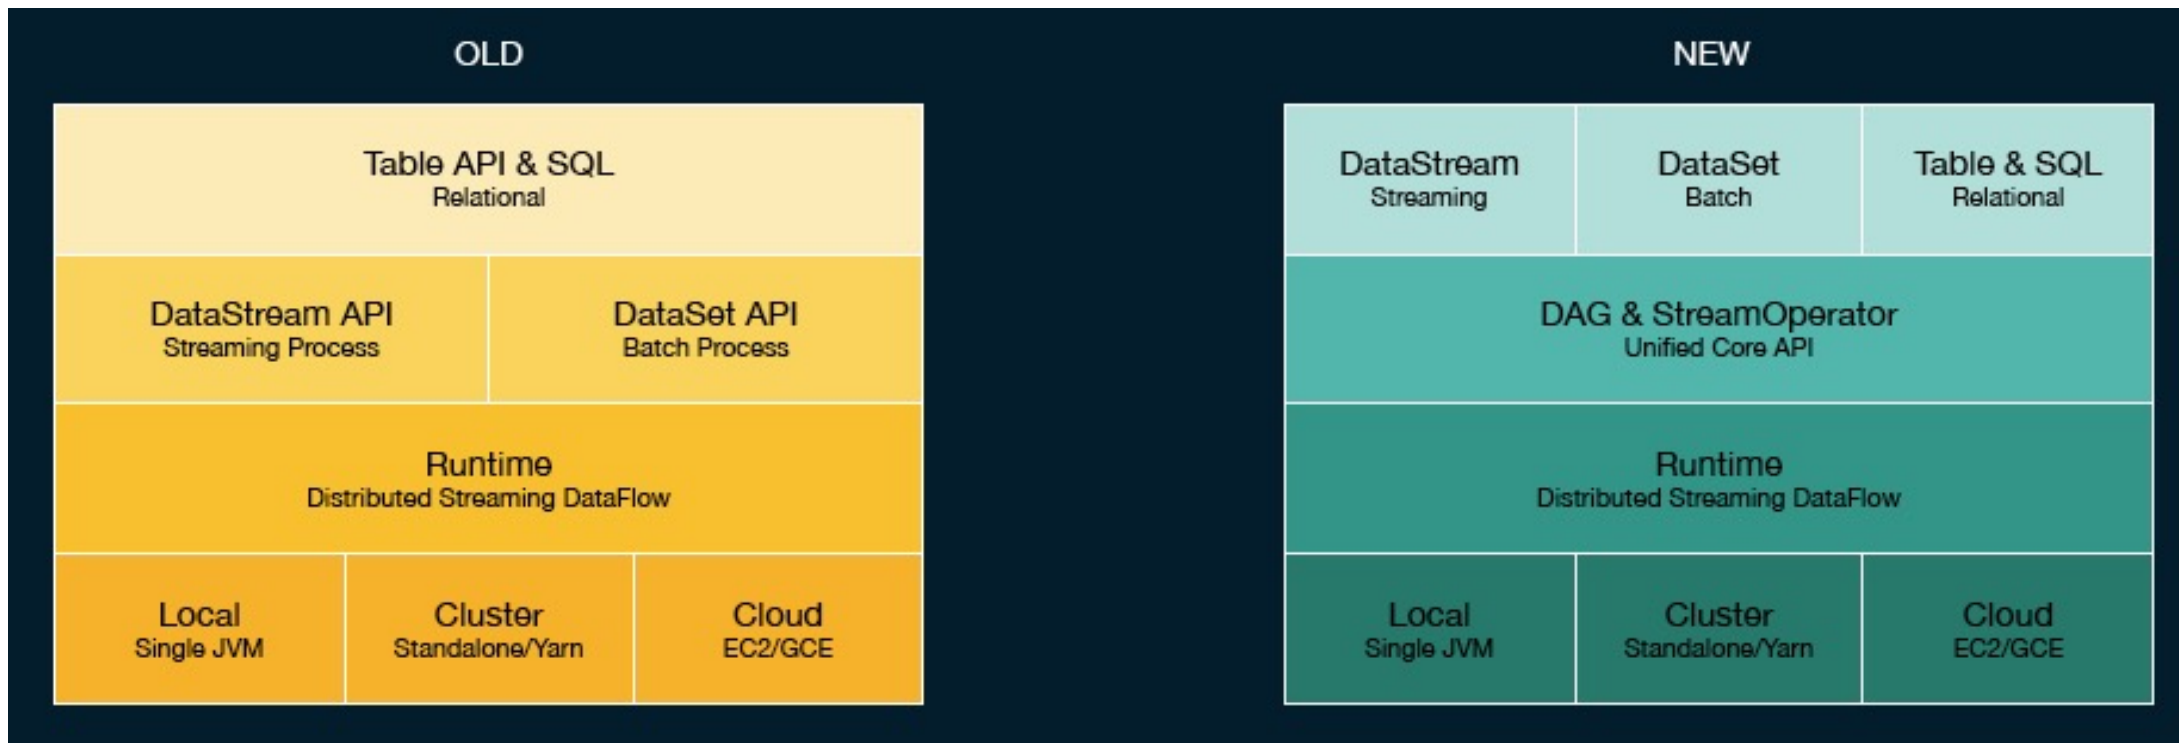 OLD
Table API & SQL
Relational
DataStream API
Streaming Process
DataSet API
Batch Process
Runtime
Distributed Streaming DataFlow
Local
Single JVM
Cluster
Standalone/Yarn
Cloud
EC2/GCE
NEW
DataStream
Streaming
DataSet
Batch
Table & SQL
Relational
DAG & StreamOperator
Unified Core API
Runtime
Distributed Streaming DataFlow
Local
Single JVM
Cluster
Standalone/Yarn
Cloud
EC2/GCE